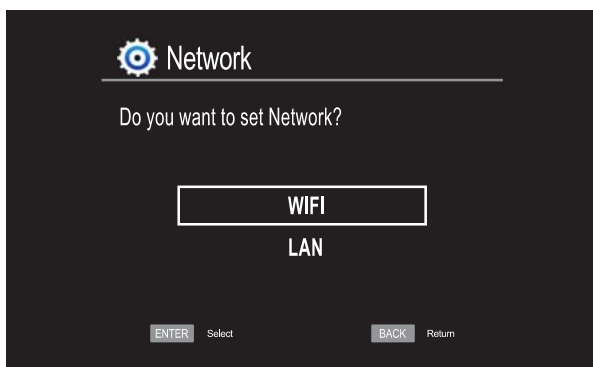 Network
Do you want to set Network?
WIFI
LAN
ENTER Select BACK Return